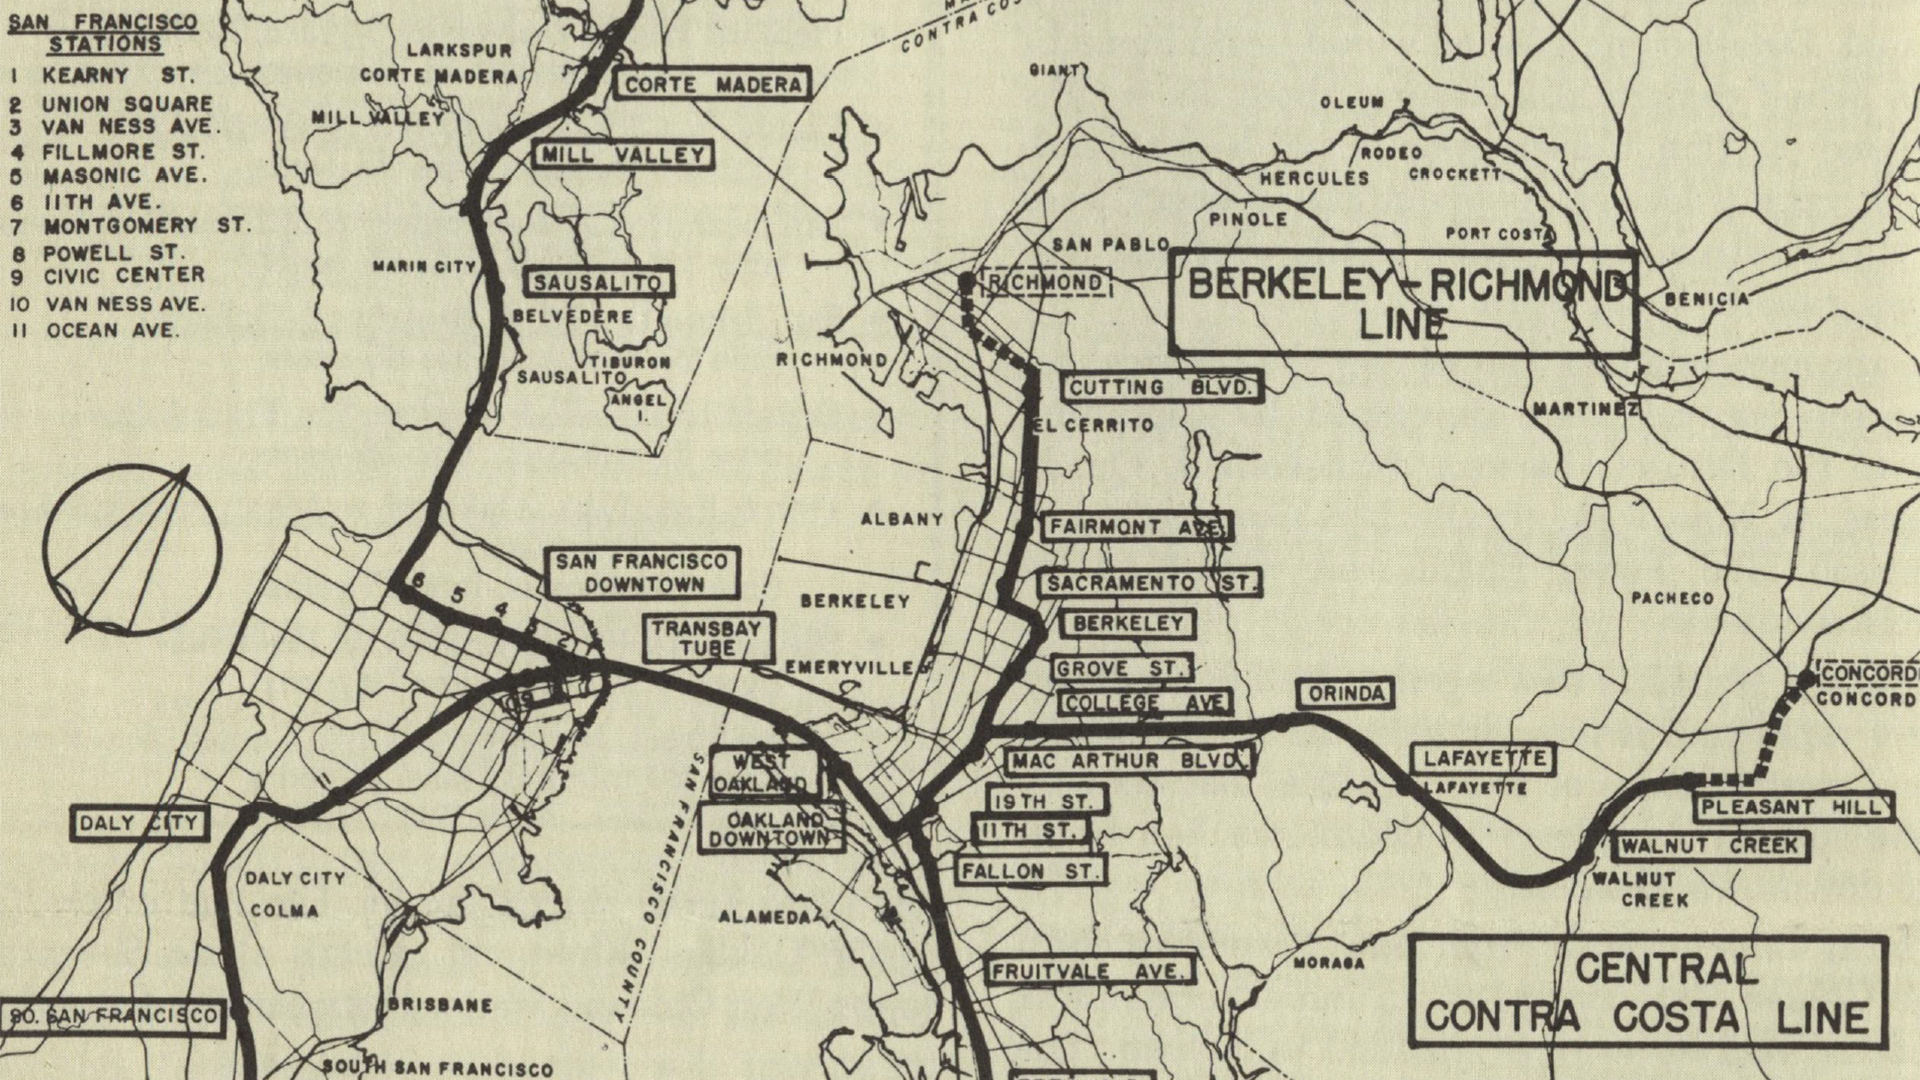 SAN FRANCISCO
STATIONS
1 KEARNY ST.
2 UNION SQUARE
3 VAN NESS AVE.
4 FILLMORE ST.
5 MASONIC AVE.
6 11TH AVE.
7 MONTGOMERY ST.
8 POWELL ST.
9 CIVIC CENTER
10 VAN NESS AVE.
11 OCEAN AVE.
LARKSPUR
CORTE MADERA
MILL VALLEY
CORTE MADERA
MILL VALLEY
MARIN CITY
SAUSALITO
BELVEDERE
TIBURON
SAUSALITO
ANGEL
I.
CONTRA
GIANT
OLEUM
RODEO
HERCULES
CROCKETT
PINOLE
PORT COSTA
SAN PABLO
RICHMOND
BERKELEY-RICHMOND
LINE
BENICIA
RICHMOND
CUTTING BLVD.
MARTINEZ
EL CERRITO
ALBANY
FAIRMONT AVE.
SAN FRANCISCO
DOWNTOWN
6
5
4
3
2
9
11
SACRAMENTO ST.
BERKELEY
BERKELEY
PACHECO
TRANSBAY
TUBE
EMERYVILLE
GROVE ST.
COLLEGE AVE.
ORINDA
CONCORD
CONCORD
WEST
OAKLAND
MAC ARTHUR BLVD.
LAFAYETTE
LAFAYETTE
19TH ST.
PLEASANT HILL
DALY CITY
OAKLAND
DOWNTOWN
11TH ST.
WALNUT CREEK
FALLON ST.
WALNUT
CREEK
DALY CITY
COLMA
ALAMEDA
SAN FRANCISCO COUNTY
FRUITVALE AVE.
MORAGA
CENTRAL
CONTRA COSTA LINE
BRISBANE
SO. SAN FRANCISCO
SOUTH SAN FRANCISCO